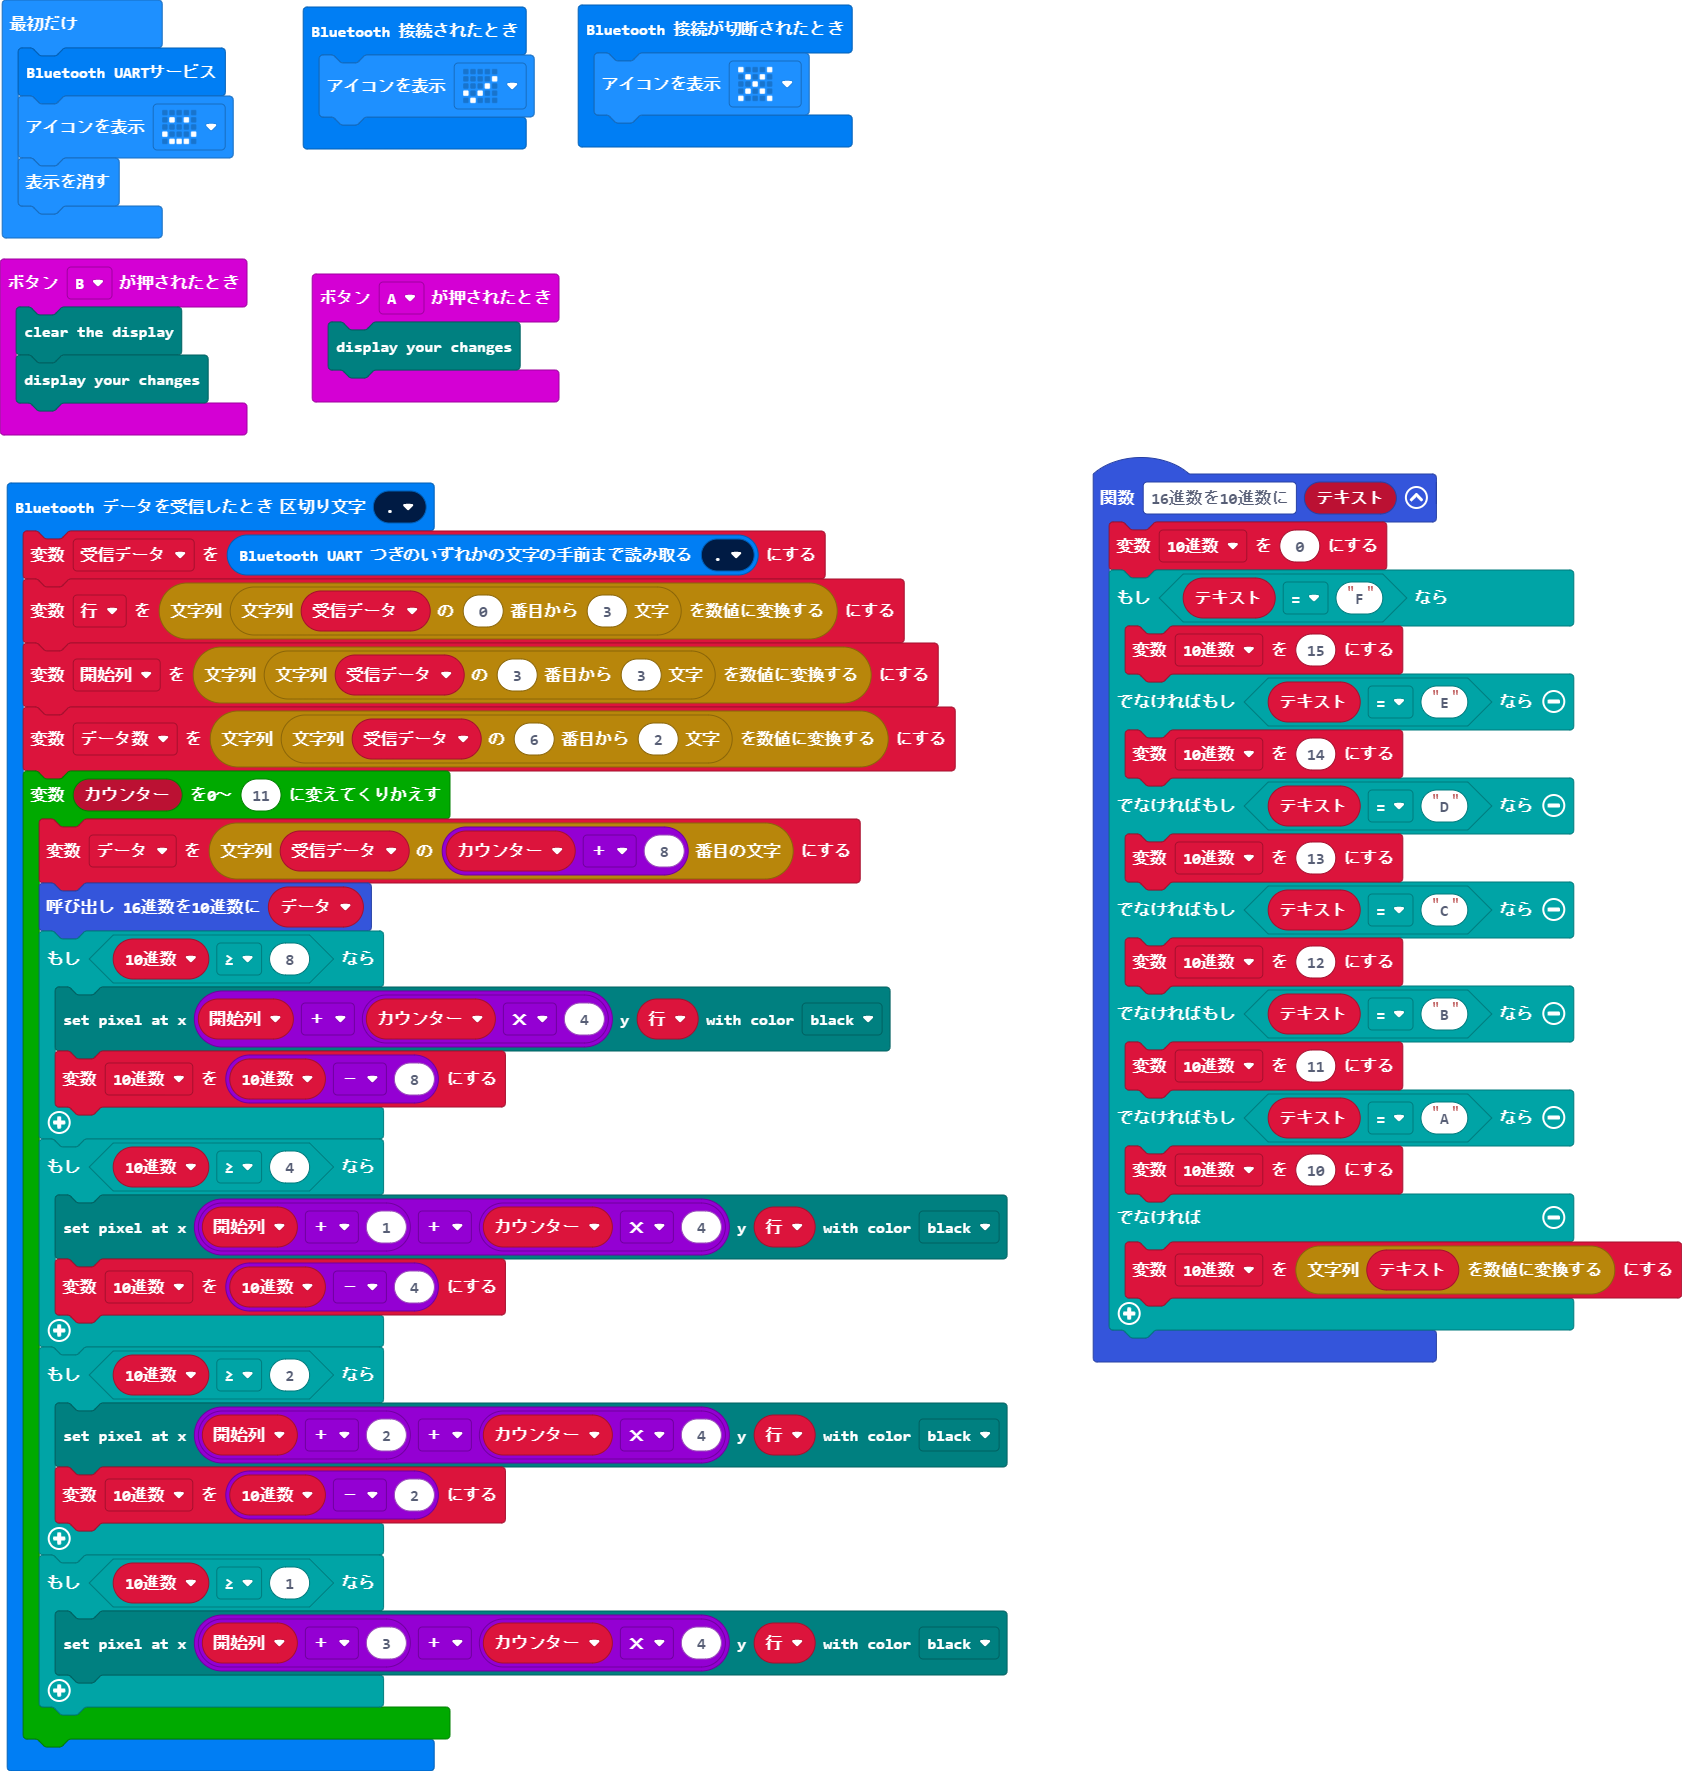 最初だけ
Bluetooth UARTサービス
アイコンを表示
表示を消す
Bluetooth 接続されたとき
アイコンを表示
Bluetooth 接続が切断されたとき
アイコンを表示
ボタン B が押されたとき
clear the display
display your changes
ボタン A が押されたとき
display your changes
Bluetooth データを受信したとき 区切り文字 .
変数 受信データ を Bluetooth UART つぎのいずれかの文字の手前まで読み取る . にする
変数 行 を 文字列 文字列 受信データ の 0 番目から 3 文字 を数値に変換する にする
変数 開始列 を 文字列 文字列 受信データ の 3 番目から 3 文字 を数値に変換する にする
変数 データ数 を 文字列 文字列 受信データ の 6 番目から 2 文字 を数値に変換する にする
変数 カウンター を0～ 11 に変えてくりかえす
変数 データ を 文字列 受信データ の カウンター + 8 番目の文字 にする
呼び出し 16進数を10進数に データ
もし 10進数 ≥ 8 なら
set pixel at x 開始列 + カウンター × 4 y 行 with color black
変数 10進数 を 10進数 - 8 にする
もし 10進数 ≥ 4 なら
set pixel at x 開始列 + 1 + カウンター × 4 y 行 with color black
変数 10進数 を 10進数 - 4 にする
もし 10進数 ≥ 2 なら
set pixel at x 開始列 + 2 + カウンター × 4 y 行 with color black
変数 10進数 を 10進数 - 2 にする
もし 10進数 ≥ 1 なら
set pixel at x 開始列 + 3 + カウンター × 4 y 行 with color black
関数 16進数を10進数に テキスト
変数 10進数 を 0 にする
もし テキスト = "F" なら
変数 10進数 を 15 にする
でなければもし テキスト = "E" なら
変数 10進数 を 14 にする
でなければもし テキスト = "D" なら
変数 10進数 を 13 にする
でなければもし テキスト = "C" なら
変数 10進数 を 12 にする
でなければもし テキスト = "B" なら
変数 10進数 を 11 にする
でなければもし テキスト = "A" なら
変数 10進数 を 10 にする
でなければ
変数 10進数 を 文字列 テキスト を数値に変換する にする